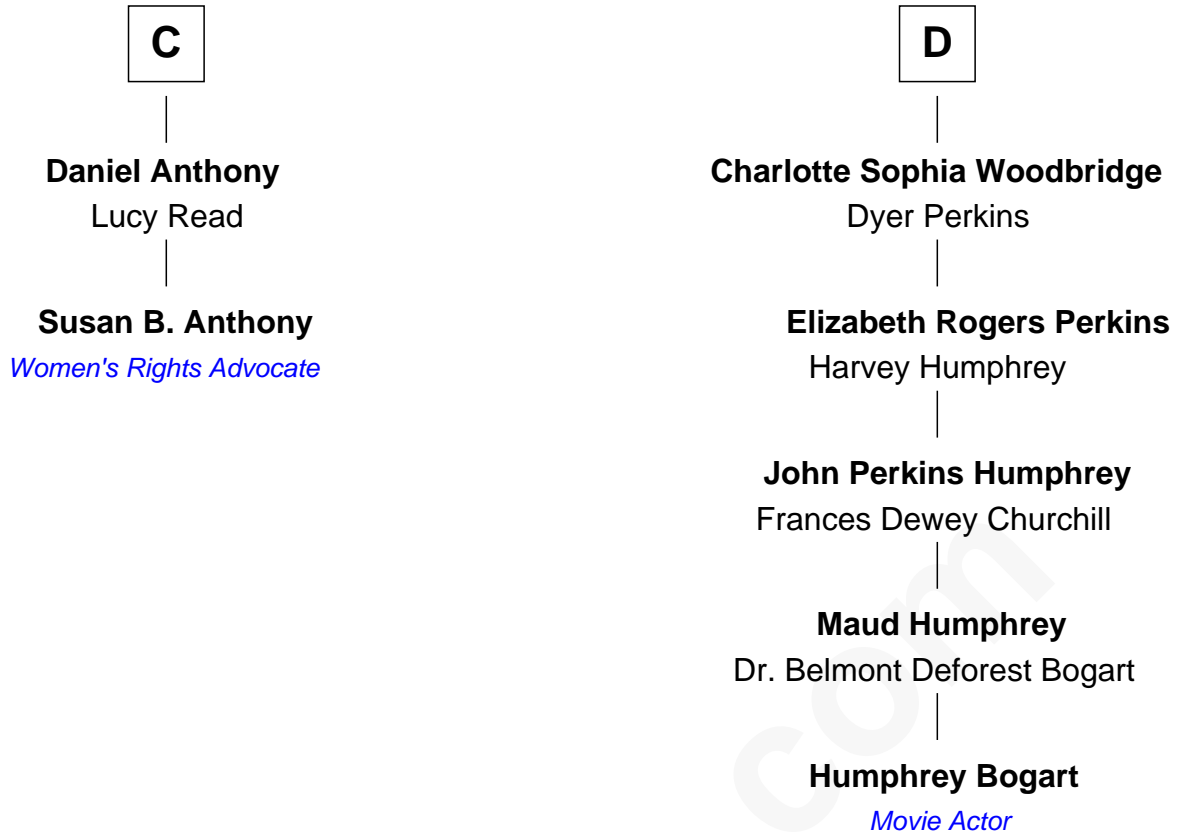 C
Daniel Anthony
Lucy Read
Susan B. Anthony
Women's Rights Advocate
D
Charlotte Sophia Woodbridge
Dyer Perkins
Elizabeth Rogers Perkins
Harvey Humphrey
John Perkins Humphrey
Frances Dewey Churchill
Maud Humphrey
Dr. Belmont Deforest Bogart
Humphrey Bogart
Movie Actor
com